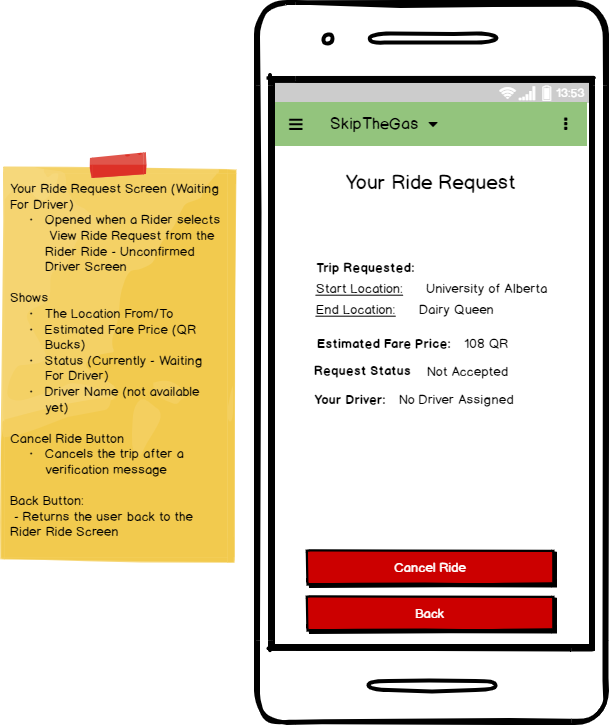 Your Ride Request Screen (Waiting
For Driver)
· Opened when a Rider selects
View Ride Request from the
Rider Ride - Unconfirmed
Driver Screen
Shows
· The Location From/To
· Estimated Fare Price (QR
Bucks)
· Status (Currently - Waiting
For Driver)
· Driver Name (not available
yet)
Cancel Ride Button
· Cancels the trip after a
verification message
Back Button:
- Returns the user back to the
Rider Ride Screen
13:53
SkipTheGas
Your Ride Request
Trip Requested:
Start Location: University of Alberta
End Location: Dairy Queen
Estimated Fare Price: 108 QR
Request Status Not Accepted
Your Driver: No Driver Assigned
Cancel Ride
Back